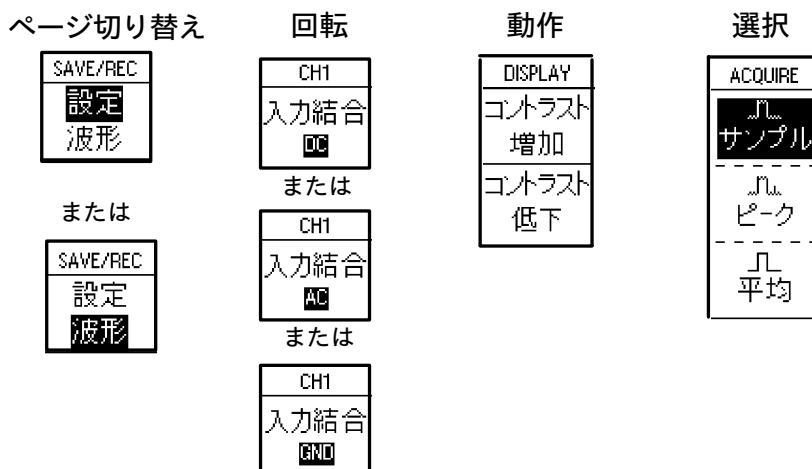 ページ切り替え
SAVE/REC
設定
波形
または
SAVE/REC
設定
波形
回転
CH1
入力結合
DC
または
CH1
入力結合
AC
または
CH1
入力結合
GND
動作
DISPLAY
コントラスト
増加
コントラスト
低下
選択
ACQUIRE
サンプル
ピーク
平均